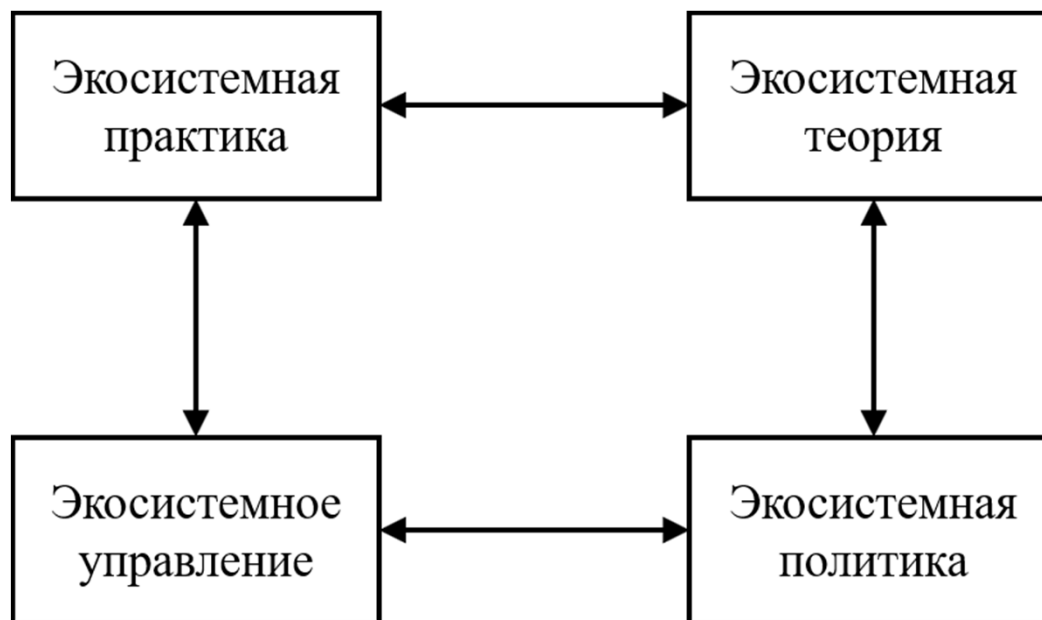 Экосистемная
практика
Экосистемная
теория
Экосистемное
управление
Экосистемная
политика